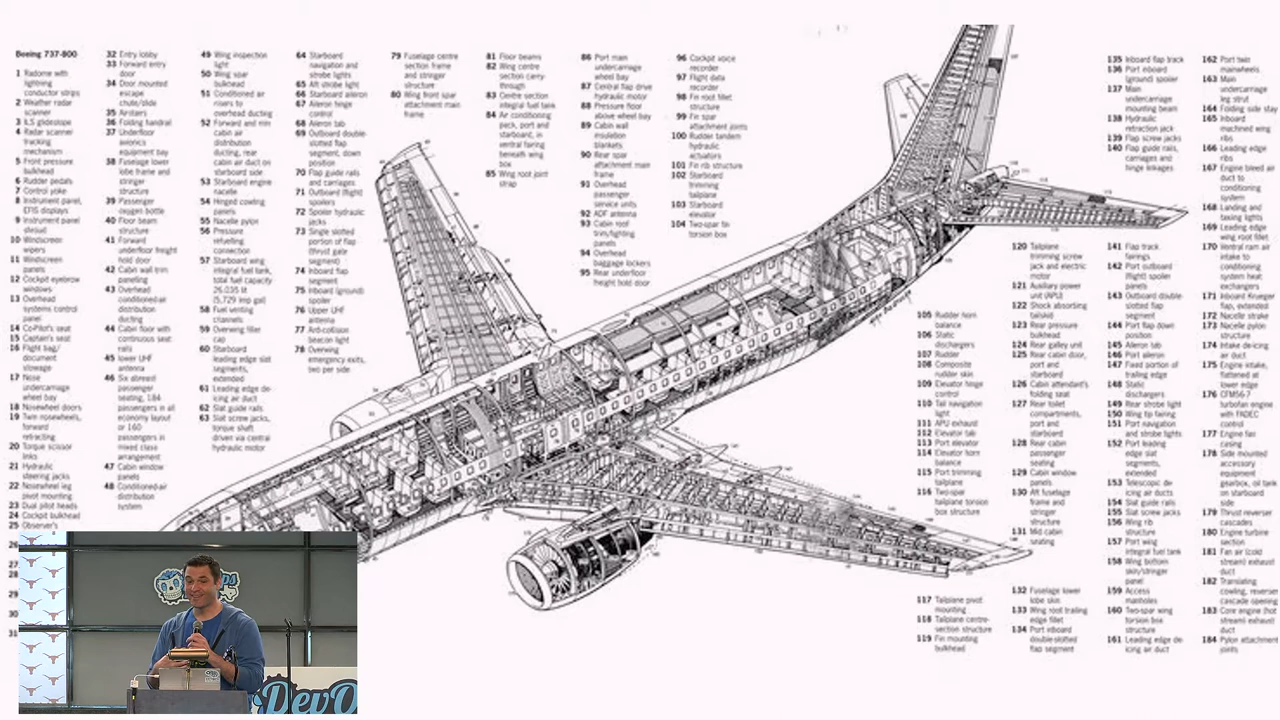 Boeing 737-800
1 Radome with
lightning
conductor strips
2 Weather radar
scanner
3 ILS glideslope
4 Radar scanner
tracking
mechanism
5 Front pressure
bulkhead
6 Rudder pedals
7 Control yoke
8 Instrument panel,
EFIS displays
9 Instrument panel
shroud
10 Windscreen
wipers
11 Windscreen
panels
12 Cockpit eyebrow
windows
13 Overhead
systems control
panel
14 Co-Pilot's seat
15 Captain's seat
16 Flight bag/
document
stowage
17 Nose
undercarriage
wheel bay
18 Nosewheel doors
19 Twin nosewheels,
forward
retracting
20 Torque scissor
links
21 Hydraulic
steering jacks
22 Nosewheel leg
pivot mounting
23 Dual pitot heads
24 Cockpit bulkhead
25 Observer's
26
27
28
29
30
31
32 Entry lobby
33 Forward entry
door
34 Door mounted
escape
chute/slide
35 Airstairs
36 Folding handrail
37 Underfloor
avionics
equipment bay
38 Fuselage lower
lobe frame and
stringer
structure
39 Passenger
oxygen bottle
40 Floor beam
structure
41 Forward
underfloor freight
hold door
42 Cabin wall trim
panelling
43 Overhead
conditioned-air
distribution
ducting
44 Cabin floor with
continuous seat
rails
45 lower UHF
antenna
46 Six abreast
passenger
seating, 184
passengers in all
economy layout
or 160
passengers in
mixed class
arrangement
47 Cabin window
panels
48 Conditioned-air
distribution
system
49 Wing inspection
light
50 Wing spar
bulkhead
51 Conditioned air
risers to
overhead ducting
52 Forward and mid
cabin air
distribution
ducting, rear
cabin air duct on
starboard side
53 Starboard engine
nacelle
54 Hinged cowling
panels
55 Nacelle pylon
56 Pressure
refuelling
connection
57 Starboard wing
integral fuel tank,
total fuel capacity
26,035 lit
(5,729 Imp gal)
58 Fuel venting
channels
59 Overwing filler
cap
60 Starboard
leading edge slat
segments,
extended
61 Leading edge de-
icing air duct
62 Slat guide rails
63 Slat screw jacks,
torque shaft
driven via central
hydraulic motor
64 Starboard
navigation and
strobe lights
65 Aft strobe light
66 Starboard aileron
67 Aileron hinge
control
68 Aileron tab
69 Outboard double-
slotted flap
segment, down
position
70 Flap guide rails
and carriages
71 Outboard (flight)
spoilers
72 Spoiler hydraulic
jacks
73 Single slotted
portion of flap
(thrust gate
segment)
74 Inboard flap
segment
75 Inboard (ground)
spoiler
76 Upper UHF
antenna
77 Anti-collision
beacon light
78 Overwing
emergency exits,
two per side
79 Fuselage centre
section frame
and stringer
structure
80 Wing front spar
attachment main
frame
81 Floor beams
82 Wing centre
section carry-
through
83 Centre section
integral fuel tank
84 Air conditioning
pack, port and
starboard, in
ventral fairing
beneath wing
box
85 Wing root joint
strap
86 Port main
undercarriage
wheel bay
87 Central flap drive
hydraulic motor
88 Pressure floor
above wheel bay
89 Cabin wall
insulation
blankets
90 Rear spar
attachment main
frame
91 Overhead
passenger
service units
92 ADF antenna
93 Cabin roof
trim/lighting
panels
94 Overhead
baggage lockers
95 Rear underfloor
freight hold door
96 Cockpit voice
recorder
97 Flight data
recorder
98 Fin root fillet
structure
99 Fin spar
attachment joints
100 Rudder tandem
hydraulic
actuators
101 Fin rib structure
102 Starboard
trimming
tailplane
103 Starboard
elevator
104 Two-spar fin
torsion box
105 Rudder horn
balance
106 Static
dischargers
107 Rudder
108 Composite
rudder skin
109 Elevator hinge
control
110 Tail navigation
light
111 APU exhaust
112 Elevator tab
113 Port elevator
114 Elevator horn
balance
115 Port trimming
tailplane
116 Two-spar
tailplane torsion
box structure
117 Tailplane pivot
mounting
118 Tailplane centre-
section structure
119 Fin mounting
bulkhead
120 Tailplane
trimming screw
jack and electric
motor
121 Auxiliary power
unit (APU)
122 Shock absorbing
tailskid
123 Rear pressure
bulkhead
124 Rear galley unit
125 Rear cabin door,
port and
starboard
126 Cabin attendant's
folding seat
127 Rear toilet
compartments,
port and
starboard
128 Rear cabin
passenger
seating
129 Cabin window
panels
130 Aft fuselage
frame and
stringer
structure
131 Mid cabin
seating
132 Fuselage lower
lobe skin
133 Wing root trailing
edge fillet
134 Port inboard
double-slotted
flap segment
135 Inboard flap track
136 Port inboard
(ground) spoiler
137 Main
undercarriage
mounting beam
138 Hydraulic
retraction jack
139 Flap screw jacks
140 Flap guide rails,
carriages and
hinge linkages
141 Flap track
fairings
142 Port outboard
(flight) spoiler
panels
143 Outboard double-
slotted flap
segment
144 Port flap down
position
145 Aileron tab
146 Port aileron
147 Fixed portion of
trailing edge
148 Static
dischargers
149 Rear strobe light
150 Wing tip fairing
151 Port navigation
and strobe lights
152 Port leading
edge slat
segments,
extended
153 Telescopic de-
icing air ducts
154 Slat guide rails
155 Slat screw jacks
156 Wing rib
structure
157 Port wing
integral fuel tank
158 Wing bottom
skin/stringer
panel
159 Access
manholes
160 Two-spar wing
torsion box
structure
161 Leading edge de-
icing air duct
162 Port twin
mainwheels
163 Main
undercarriage
leg strut
164 Folding side stay
165 Inboard
machined wing
ribs
166 Leading edge
ribs
167 Engine bleed air
duct to
conditioning
system
168 Landing and
taxiing lights
169 Leading edge
wing root fillet
170 Ventral ram air
intake to
conditioning
system heat
exchangers
171 Inboard Krueger
flap, extended
172 Nacelle strake
173 Nacelle pylon
structure
174 Intake de-icing
air duct
175 Engine intake,
flattened at
lower edge
176 CFM56-7
turbofan engine
with FADEC
control
177 Engine fan
casing
178 Side mounted
accessory
equipment
gearbox, oil tank
on starboard
side
179 Thrust reverser
cascades
180 Engine turbine
section
181 Fan air (cold
stream) exhaust
duct
182 Translating
cowling, reverser
cascade opening
183 Core engine (hot
stream) exhaust
duct
184 Pylon attachment
joints
DevO